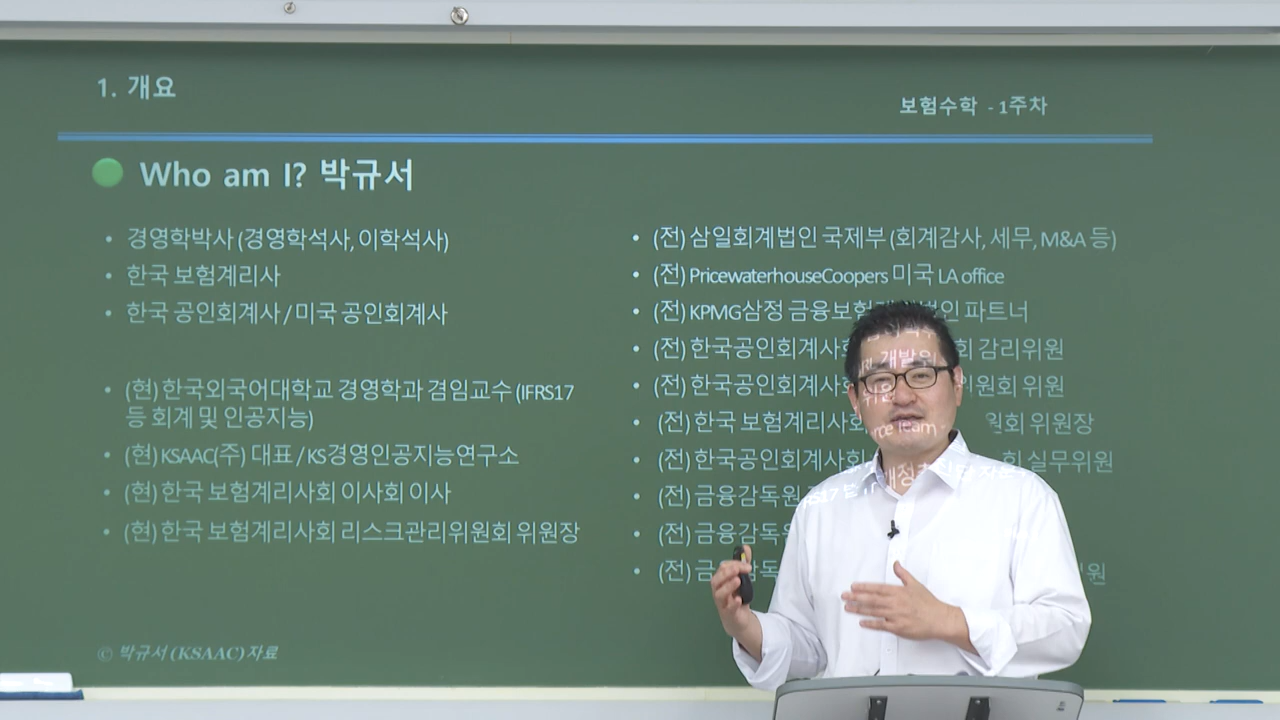 1. 개요
보험수학 - 1주차
Who am I? 박규서
• 경영학박사 (경영학석사, 이학석사)
• 한국 보험계리사
• 한국 공인회계사 / 미국 공인회계사
• (현) 한국외국어대학교 경영학과 겸임교수 (IFRS17
등 회계 및 인공지능)
• (현) KSAAC(주) 대표 / KS경영인공지능연구소
• (현) 한국 보험계리사회 이사회 이사
• (현) 한국 보험계리사회 리스크관리위원회 위원장
• (전) 삼일회계법인 국제부 (회계감사, 세무, M&A 등)
• (전) PricewaterhouseCoopers 미국 LA office
• (전) KPMG삼정 금융보험 파트너
• (전) 한국공인회계사회 감리위원
• (전) 한국공인회계사 위원회 위원
• (전) 한국 보험계리사회 위원장
• (전) 한국공인회계사회 실무위원
• (전) 금융감독원
• (전) 금융감독
• (전)
© 박규서 (KSAAC)자료